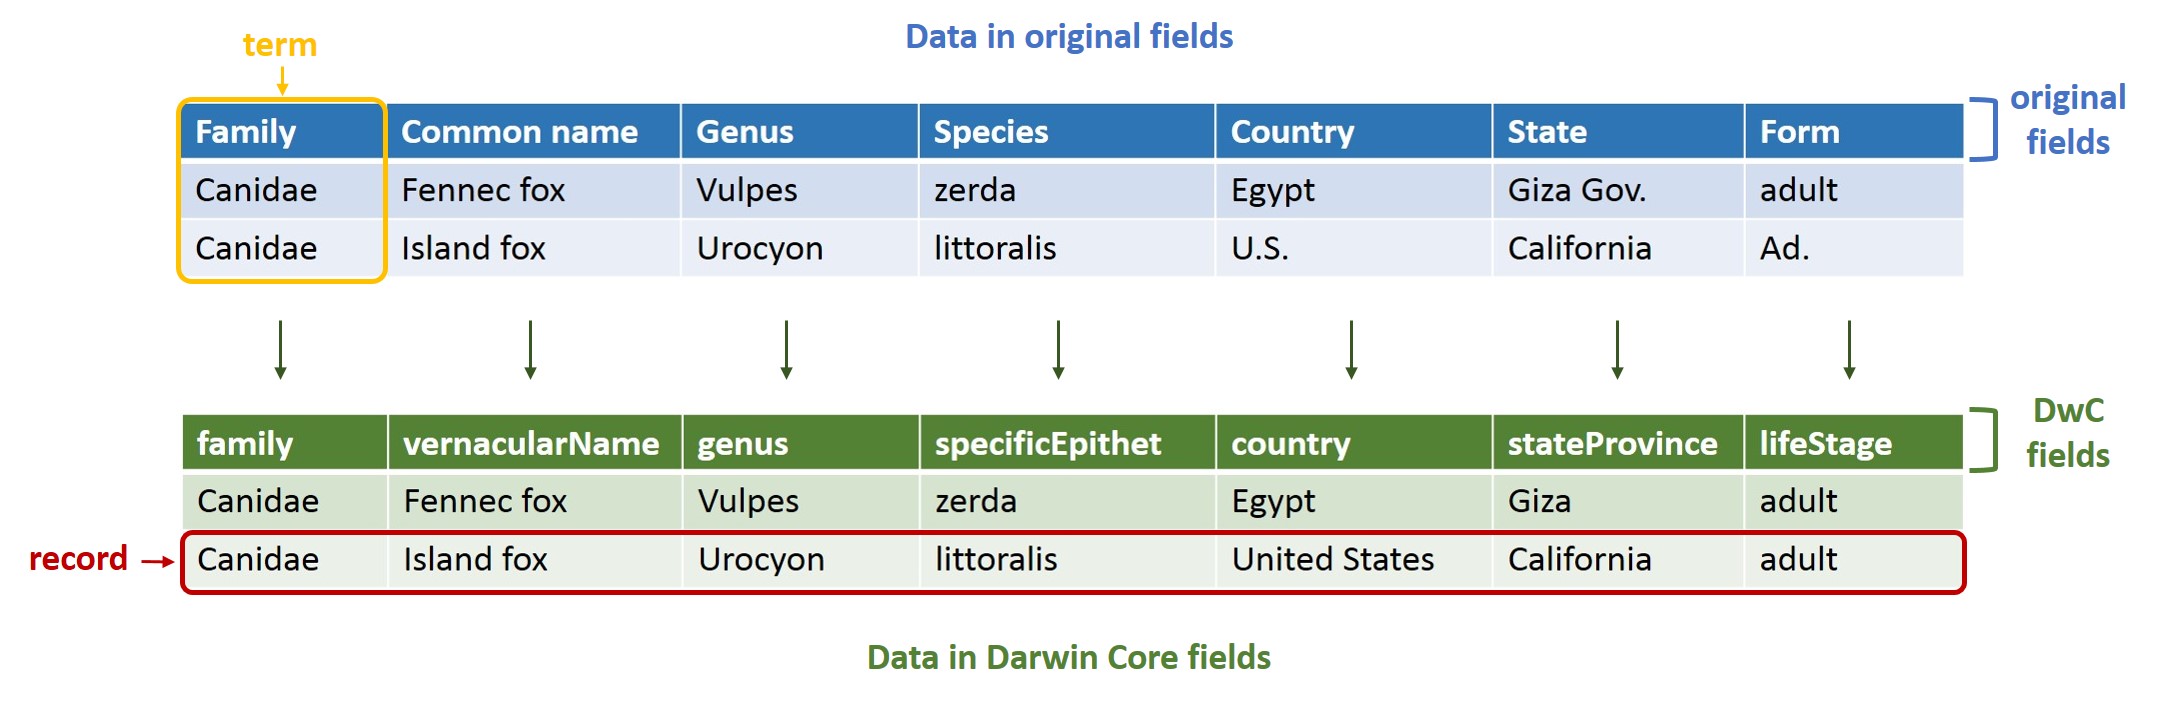 term
Data in original fields
original
fields
Family Common name Genus Species Country State Form
Canidae Fennec fox Vulpes zerda Egypt Giza Gov. adult
Canidae Island fox Urocyon littoralis U.S. California Ad.
DwC
fields
family vernacularName genus specificEpithet country stateProvince lifeStage
Canidae Fennec fox Vulpes zerda Egypt Giza adult
record Canidae Island fox Urocyon littoralis United States California adult
Data in Darwin Core fields